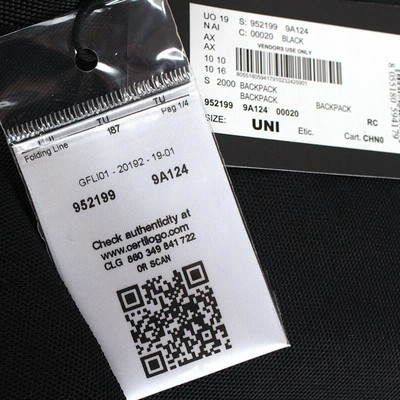 UO 19 S: 952199 9A124
N AI C: 00020 BLACK
AX VENDORS USE ONLY
AX
10 10
10 16 805518059417910232425901
S 2000 BACKPACK
BACKPACK
BACKPACK
952199 9A124 00020 RC
SIZE: UNI Etic. Cart. CHN0
TU TU
187 Pag 1/4
Folding Line
GFLI01 - 20192 - 19-01
952199 9A124
Check authenticity at
www.certilogo.com
CLG 860 349 841 722
OR SCAN